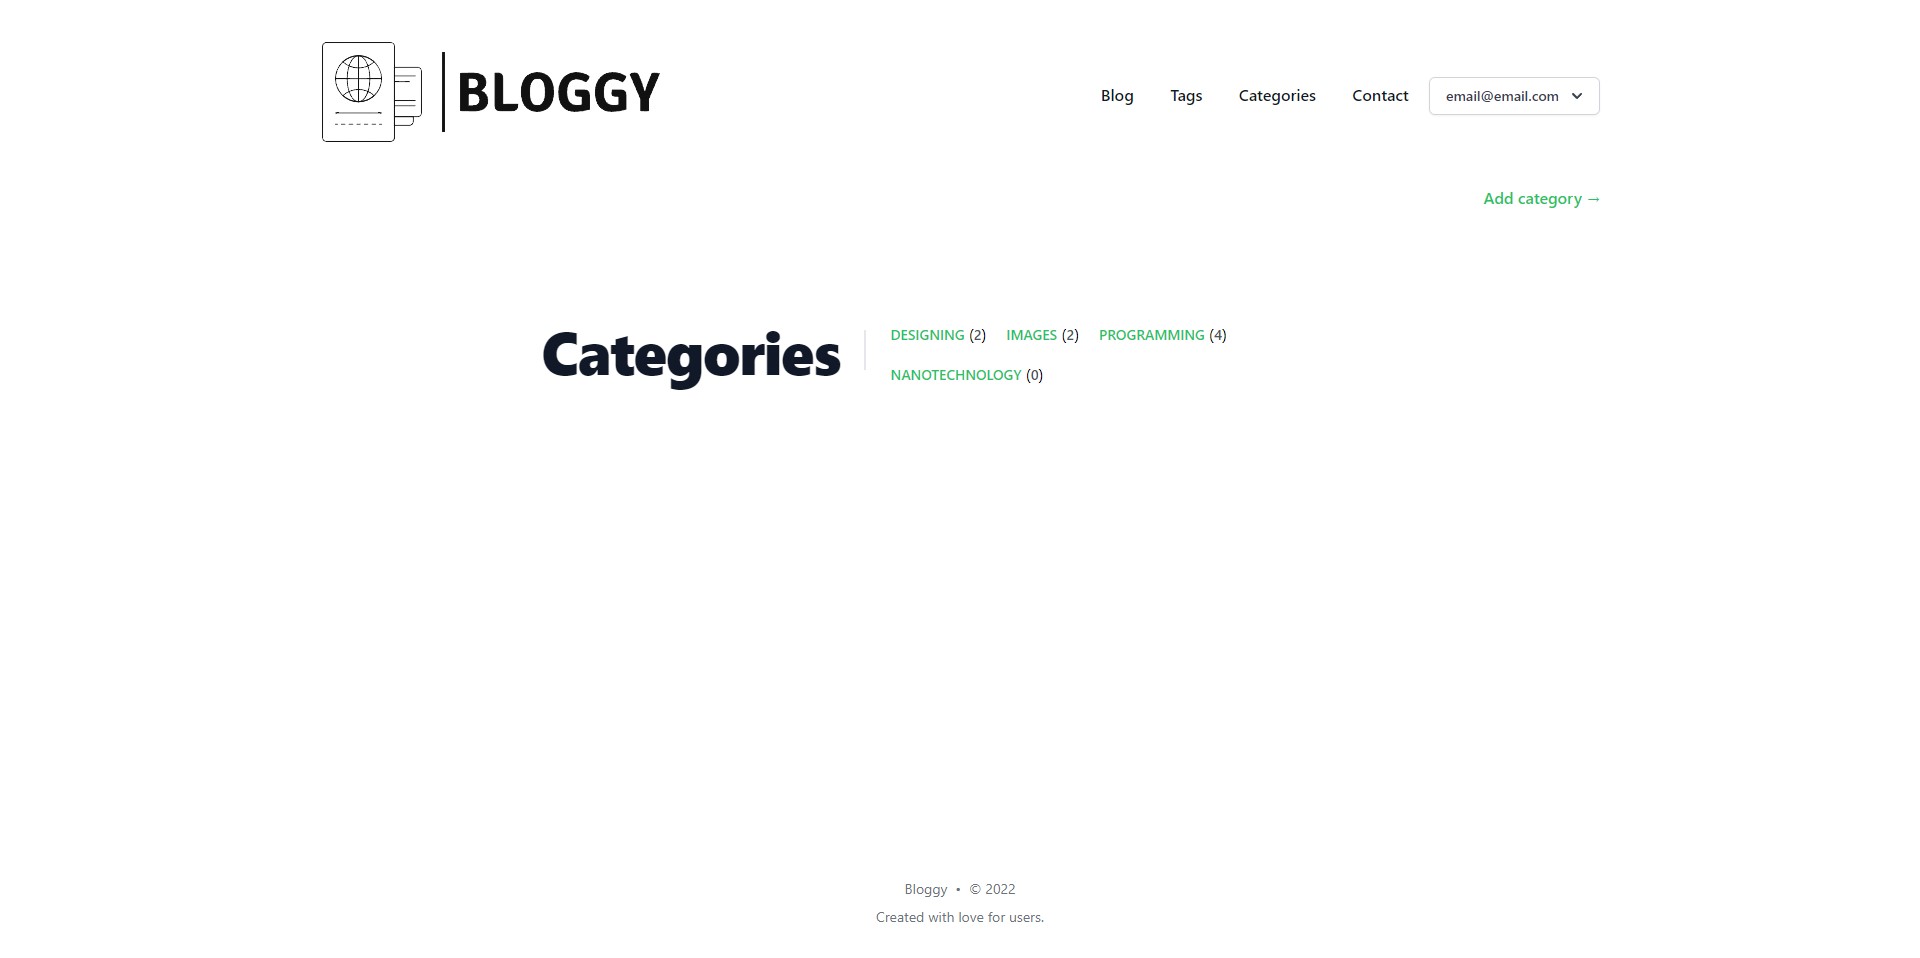 BLOGGY
Blog Tags Categories Contact email@email.com
Add category →
Categories
DESIGNING (2) IMAGES (2) PROGRAMMING (4)
NANOTECHNOLOGY (0)
Bloggy • © 2022
Created with love for users.